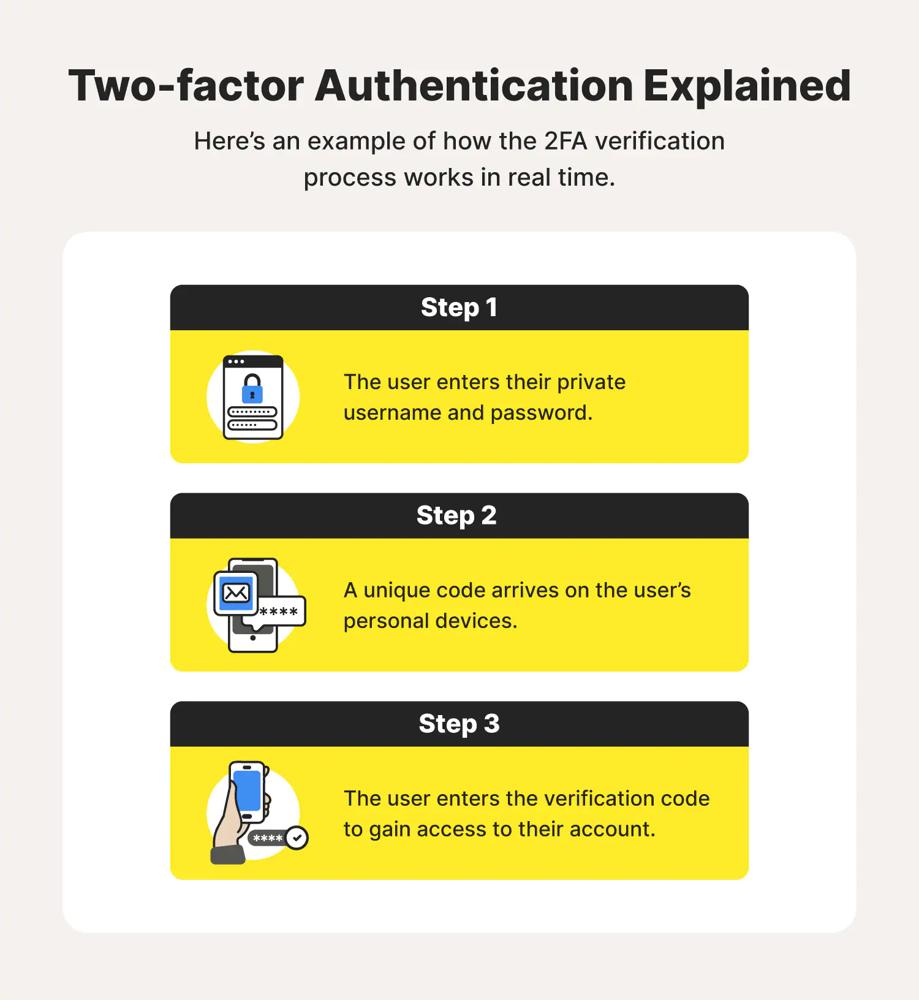 Two-factor Authentication Explained
Here’s an example of how the 2FA verification
process works in real time.
Step 1
The user enters their private
username and password.
Step 2
****
A unique code arrives on the user’s
personal devices.
Step 3
****
The user enters the verification code
to gain access to their account.